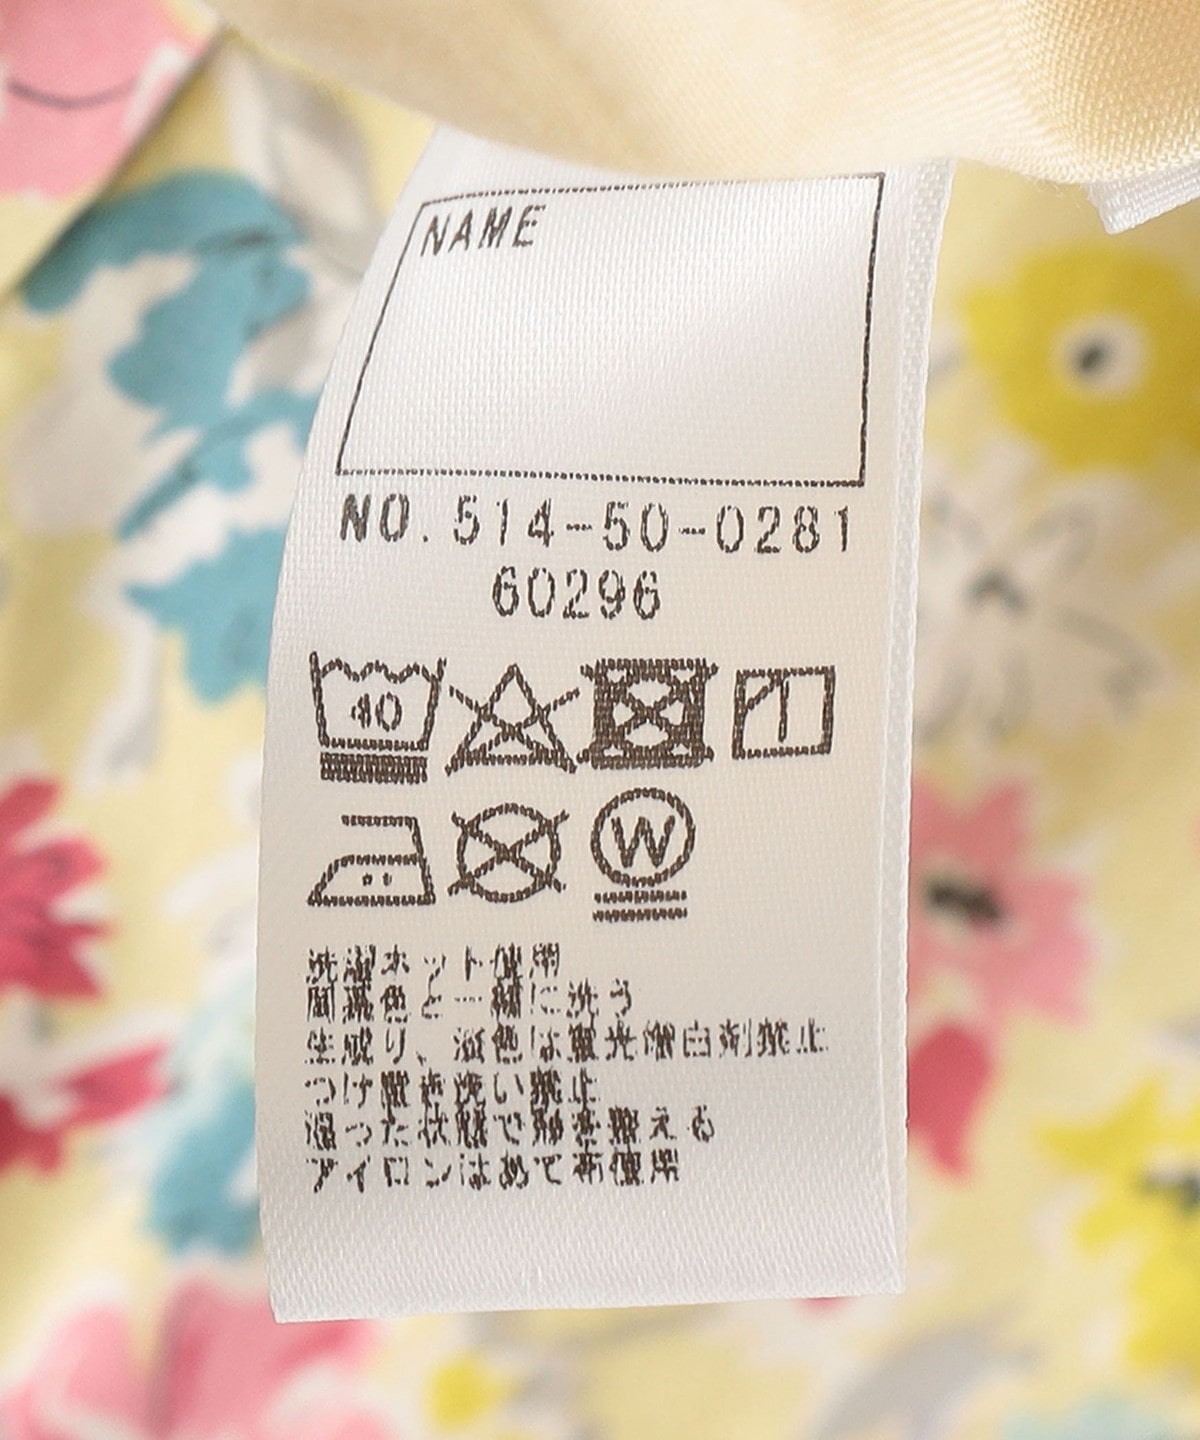 NAME
NO. 514-50-0281
60296
40
W
洗濯ネット使用
同系色と一緒に洗う
生成り、淡色は蛍光増白剤禁止
つけ置き洗い禁止
湿った状態で形を整える
アイロンはあて布使用